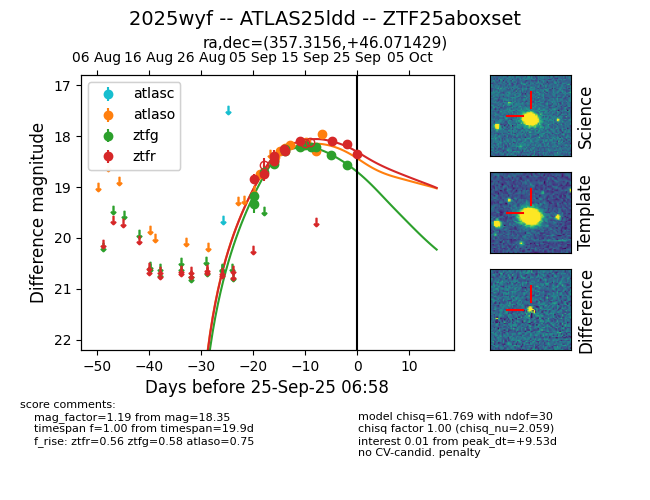 2025wyf -- ATLAS25ldd -- ZTF25aboxset
ra,dec=(357.3156,+46.071429)
06 Aug 16 Aug 26 Aug 05 Sep 15 Sep 25 Sep 05 Oct
17
18
19
20
21
22
Difference magnitude
atlasc
atlaso
ztfg
ztfr
−50 −40 −30 −20 −10 0 10
Days before 25-Sep-25 06:58
Science
Template
Difference
score comments:
mag_factor=1.19 from mag=18.35
timespan f=1.00 from timespan=19.9d
f_rise: ztfr=0.56 ztfg=0.58 atlaso=0.75
model chisq=61.769 with ndof=30
chisq factor 1.00 (chisq_nu=2.059)
interest 0.01 from peak_dt=+9.53d
no CV-candid. penalty